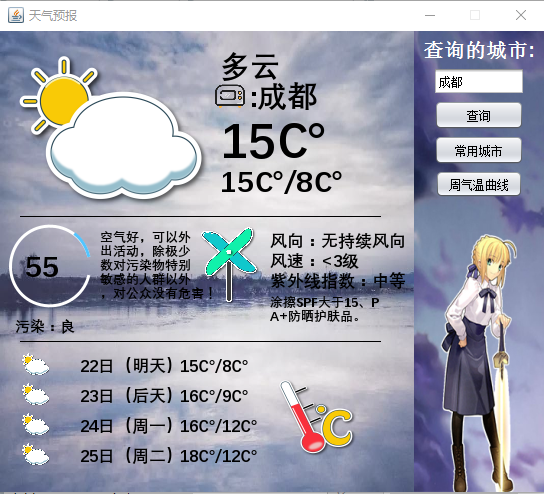 天气预报
多云
:成都
15C°
15C°/8C°
55
空气好，可以外
出活动，除极少
数对污染物特别
敏感的人群以外
，对公众没有危害！
污染：良
风向：无持续风向
风速：<3级
紫外线指数：中等
涂擦SPF大于15、P
A+防晒护肤品。
22日（明天）15C°/8C°
23日（后天）16C°/9C°
24日（周一）16C°/12C°
25日（周二）18C°/12C°
°C
查询的城市:
成都
查询
常用城市
周气温曲线